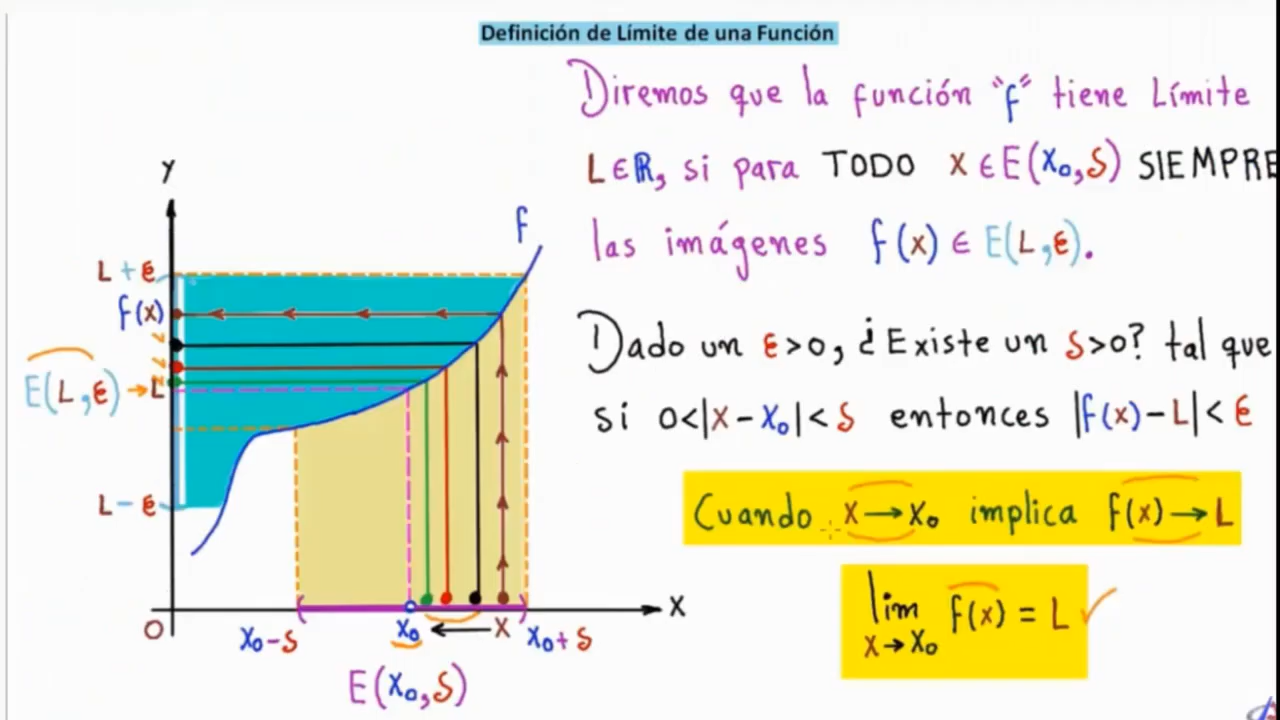 Definición de Límite de una Función
Diremos que la función "f" tiene Límite
L∈ℝ, si para TODO x∈E(x₀,δ) SIEMPRE
las imágenes f(x) ∈ E(L,ε).
Dado un ε>0, ¿Existe un δ>0? tal que
si 0<|x-x₀|<δ entonces |f(x)-L|<ε
Cuando x→x₀ implica f(x)→L
lim f(x) = L
x→x₀
y
f
L+ε
f(x)
E(L,ε)→L
L-ε
O
x₀-δ
x₀
x
x₀+δ
x
E(x₀,δ)